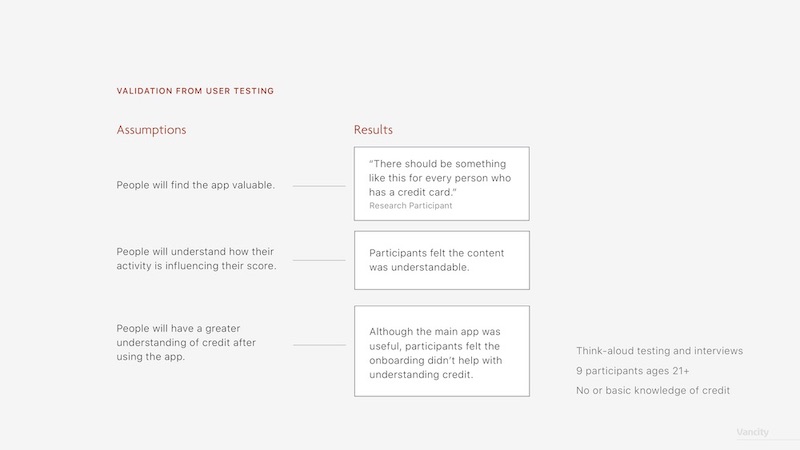 VALIDATION FROM USER TESTING
Assumptions
Results
People will find the app valuable.
“There should be something
like this for every person who
has a credit card.”
Research Participant
People will understand how their
activity is influencing their score.
Participants felt the content
was understandable.
People will have a greater
understanding of credit after
using the app.
Although the main app was
useful, participants felt the
onboarding didn’t help with
understanding credit.
Think-aloud testing and interviews
9 participants ages 21+
No or basic knowledge of credit
Vancity